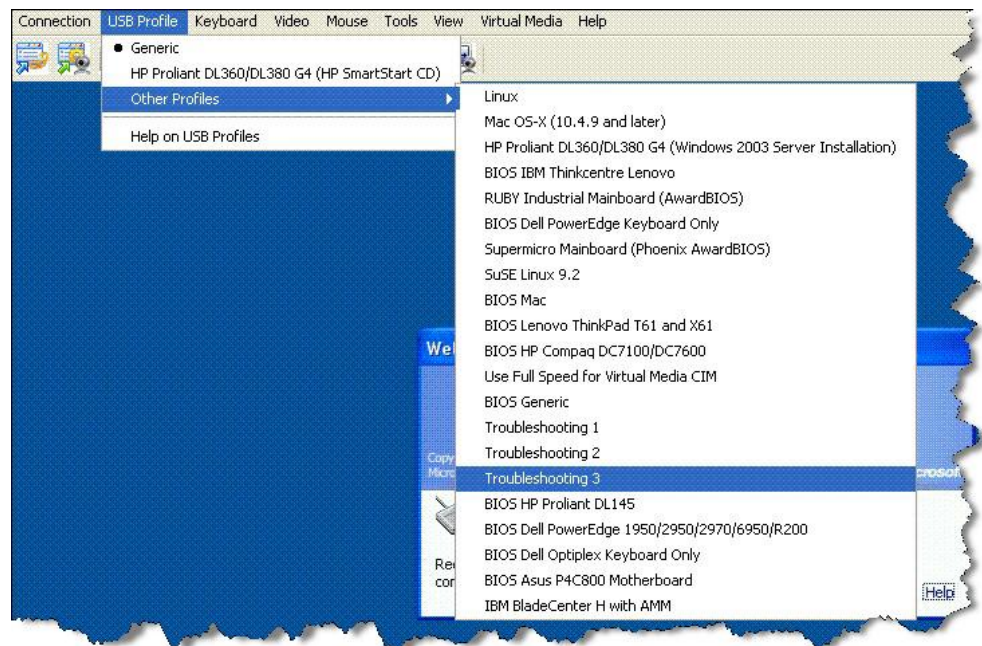 Connection USB Profile Keyboard Video Mouse Tools View Virtual Media Help
Generic
HP Proliant DL360/DL380 G4 (HP SmartStart CD)
Other Profiles
Help on USB Profiles
Linux
Mac OS-X (10.4.9 and later)
HP Proliant DL360/DL380 G4 (Windows 2003 Server Installation)
BIOS IBM Thinkcentre Lenovo
RUBY Industrial Mainboard (AwardBIOS)
BIOS Dell PowerEdge Keyboard Only
Supermicro Mainboard (Phoenix AwardBIOS)
SuSE Linux 9.2
BIOS Mac
BIOS Lenovo ThinkPad T61 and X61
BIOS HP Compaq DC7100/DC7600
Use Full Speed for Virtual Media CIM
BIOS Generic
Troubleshooting 1
Troubleshooting 2
Troubleshooting 3
BIOS HP Proliant DL145
BIOS Dell PowerEdge 1950/2950/2970/6950/R200
BIOS Dell Optiplex Keyboard Only
BIOS Asus P4C800 Motherboard
IBM BladeCenter H with AMM
Wel
Copy
Micro
crosof
Re
cor
Help